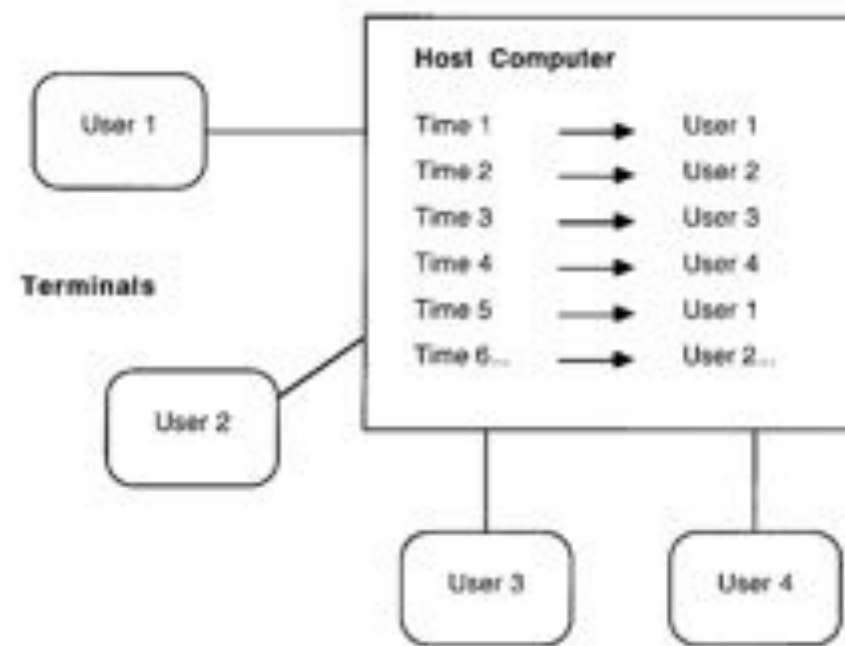 Host Computer
User 1
Time 1 User 1
Time 2 User 2
Time 3 User 3
Terminals
Time 4 User 4
Time 5 User 1
Time 6... User 2...
User 2
User 3
User 4